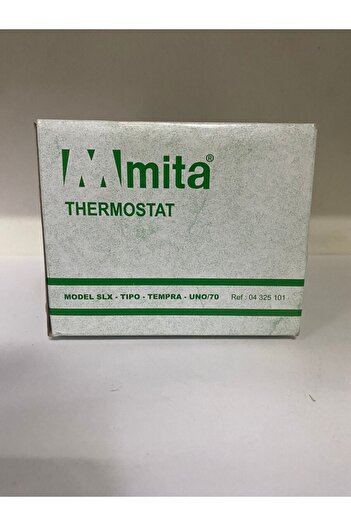 mita®
THERMOSTAT
MODEL SLX - TIPO - TEMPRA - UNO/70 Ref : 04 325 101